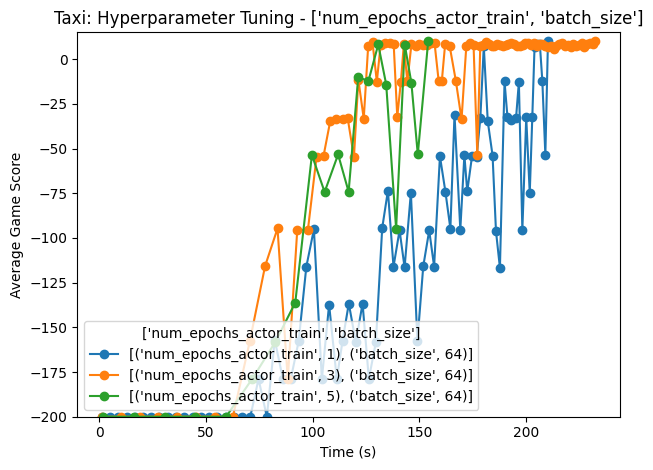 Taxi: Hyperparameter Tuning - ['num_epochs_actor_train', 'batch_size']
0
−25
−50
−75
−100
−125
−150
−175
−200
Average Game Score
['num_epochs_actor_train', 'batch_size']
[('num_epochs_actor_train', 1), ('batch_size', 64)]
[('num_epochs_actor_train', 3), ('batch_size', 64)]
[('num_epochs_actor_train', 5), ('batch_size', 64)]
0 50 100 150 200
Time (s)